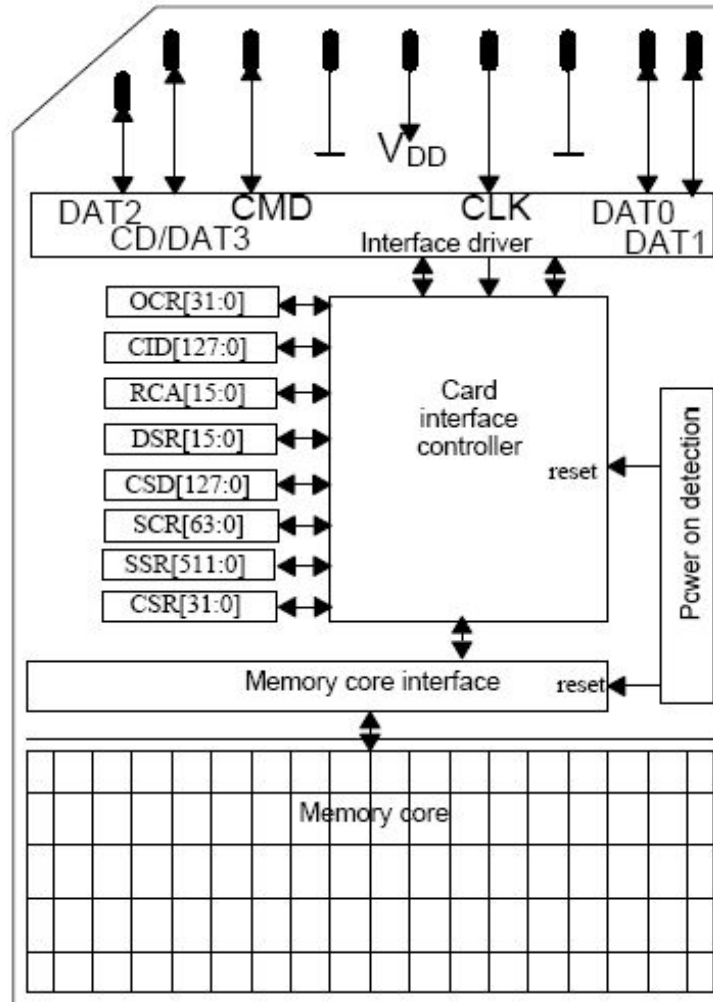 V_DD
DAT2 CMD CLK DAT0
CD/DAT3 DAT1
Interface driver
OCR[31:0]
CID[127:0]
RCA[15:0]
DSR[15:0]
CSD[127:0]
SCR[63:0]
SSR[511:0]
CSR[31:0]
Card
interface
controller
reset
Power on detection
Memory core interface
reset
Memory core